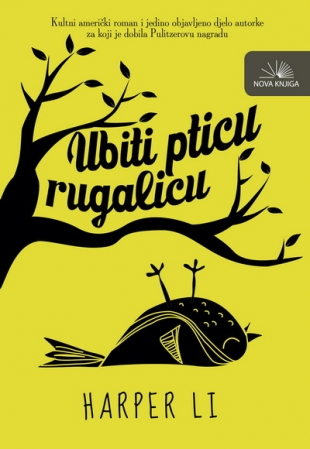 Kultni američki roman i jedino objavljeno djelo autorke
za koji je dobila Pulitzerovu nagradu
NOVA KNJIGA
Ubiti pticu
rugalicu
HARPER LI